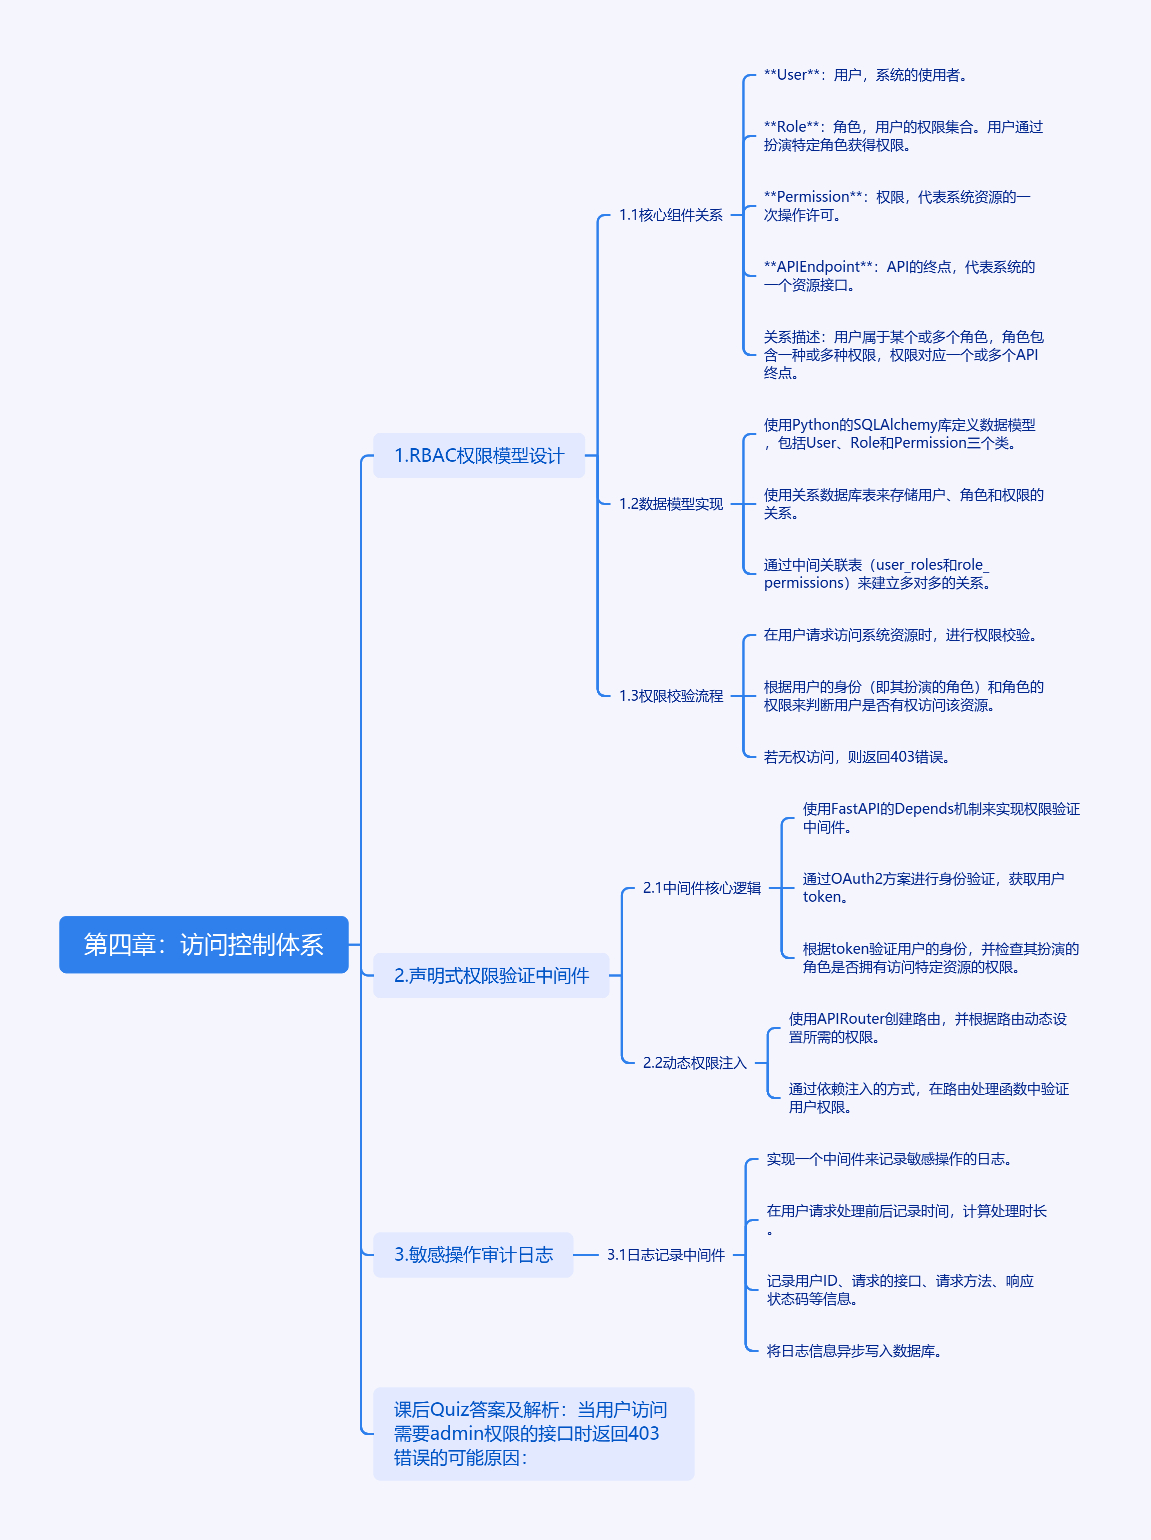 第四章：访问控制体系
1.RBAC权限模型设计
1.1核心组件关系
**User**：用户，系统的使用者。
**Role**：角色，用户的权限集合。用户通过
扮演特定角色获得权限。
**Permission**：权限，代表系统资源的一
次操作许可。
**APIEndpoint**：API的终点，代表系统的
一个资源接口。
关系描述：用户属于某个或多个角色，角色包
含一种或多种权限，权限对应一个或多个API
终点。
1.2数据模型实现
使用Python的SQLAlchemy库定义数据模型
，包括User、Role和Permission三个类。
使用关系数据库表来存储用户、角色和权限的
关系。
通过中间关联表（user_roles和role_
permissions）来建立多对多的关系。
1.3权限校验流程
在用户请求访问系统资源时，进行权限校验。
根据用户的身份（即其扮演的角色）和角色的
权限来判断用户是否有权访问该资源。
若无权访问，则返回403错误。
2.声明式权限验证中间件
2.1中间件核心逻辑
使用FastAPI的Depends机制来实现权限验证
中间件。
通过OAuth2方案进行身份验证，获取用户
token。
根据token验证用户的身份，并检查其扮演的
角色是否拥有访问特定资源的权限。
2.2动态权限注入
使用APIRouter创建路由，并根据路由动态设
置所需的权限。
通过依赖注入的方式，在路由处理函数中验证
用户权限。
3.敏感操作审计日志
3.1日志记录中间件
实现一个中间件来记录敏感操作的日志。
在用户请求处理前后记录时间，计算处理时长
。
记录用户ID、请求的接口、请求方法、响应
状态码等信息。
将日志信息异步写入数据库。
课后Quiz答案及解析：当用户访问
需要admin权限的接口时返回403
错误的可能原因：